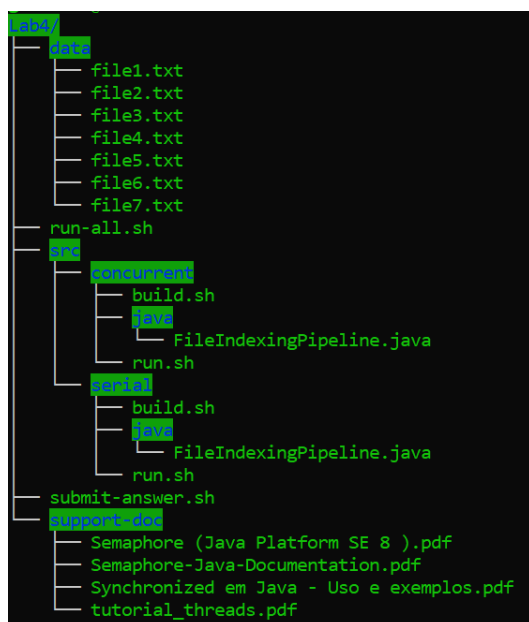 Lab4/
├── data
│   ├── file1.txt
│   ├── file2.txt
│   ├── file3.txt
│   ├── file4.txt
│   ├── file5.txt
│   ├── file6.txt
│   └── file7.txt
├── run-all.sh
├── src
│   ├── concurrent
│   │   ├── build.sh
│   │   ├── java
│   │   │   └── FileIndexingPipeline.java
│   │   └── run.sh
│   └── serial
│       ├── build.sh
│       ├── java
│       │   └── FileIndexingPipeline.java
│       └── run.sh
├── submit-answer.sh
└── support-doc
    ├── Semaphore (Java Platform SE 8 ).pdf
    ├── Semaphore-Java-Documentation.pdf
    ├── Synchronized em Java - Uso e exemplos.pdf
    └── tutorial_threads.pdf